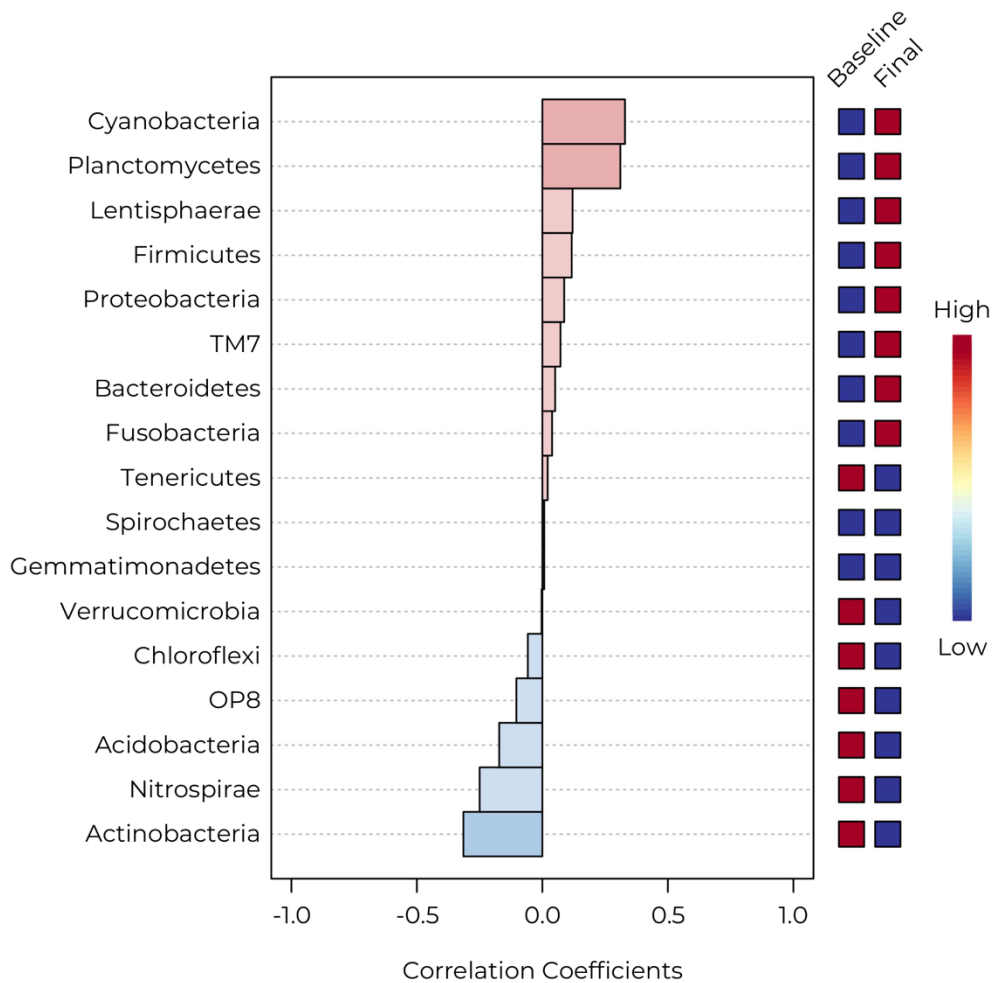 Baseline
Final
Cyanobacteria
Planctomycetes
Lentisphaerae
Firmicutes
Proteobacteria
TM7
Bacteroidetes
Fusobacteria
Tenericutes
Spirochaetes
Gemmatimonadetes
Verrucomicrobia
Chloroflexi
OP8
Acidobacteria
Nitrospirae
Actinobacteria
High
Low
-1.0 -0.5 0.0 0.5 1.0
Correlation Coefficients